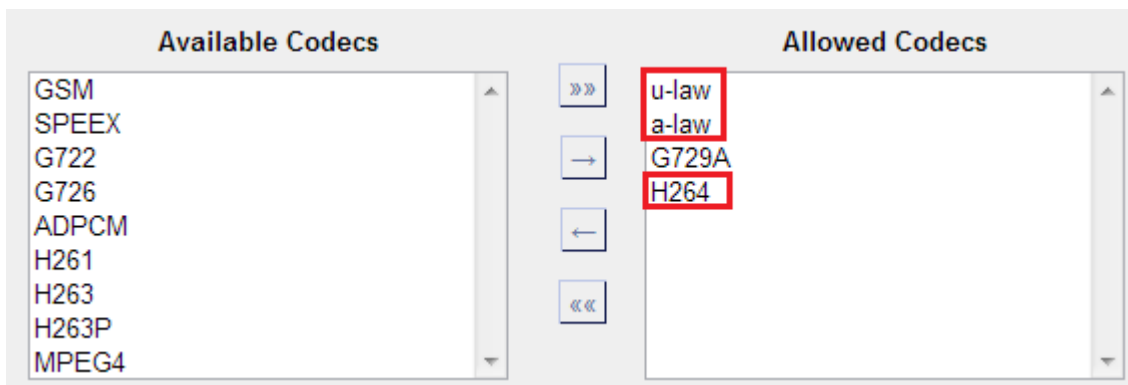 Available Codecs
GSM
SPEEX
G722
G726
ADPCM
H261
H263
H263P
MPEG4
»»
→
←
««
Allowed Codecs
u-law
a-law
G729A
H264